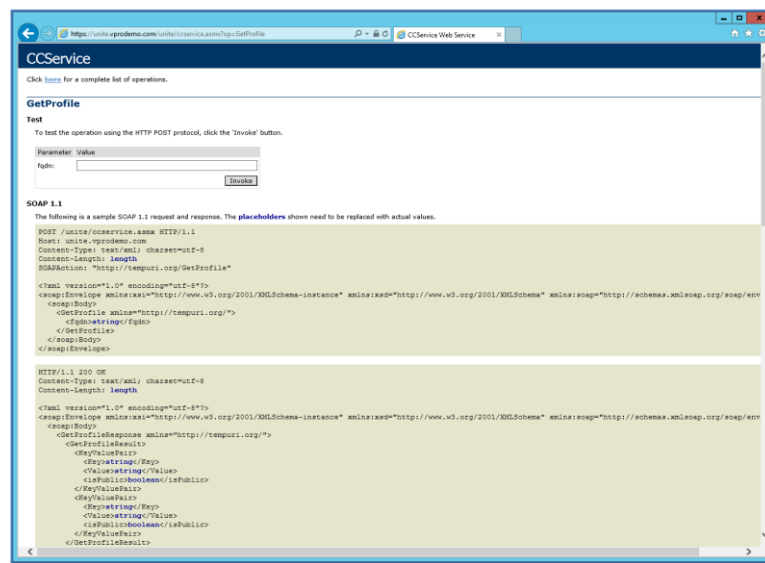 https://unite.vprodemo.com/unite/ccservice.asmx?op=GetProfile
CCService Web Service
CCService
Click here for a complete list of operations.
GetProfile
Test
To test the operation using the HTTP POST protocol, click the 'Invoke' button.
Parameter Value
fqdn:
Invoke
SOAP 1.1
The following is a sample SOAP 1.1 request and response. The placeholders shown need to be replaced with actual values.
POST /unite/ccservice.asmx HTTP/1.1
Host: unite.vprodemo.com
Content-Type: text/xml; charset=utf-8
Content-Length: length
SOAPAction: "http://tempuri.org/GetProfile"
<?xml version="1.0" encoding="utf-8"?>
<soap:Envelope xmlns:xsi="http://www.w3.org/2001/XMLSchema-instance" xmlns:xsd="http://www.w3.org/2001/XMLSchema" xmlns:soap="http://schemas.xmlsoap.org/soap/env
<soap:Body>
<GetProfile xmlns="http://tempuri.org/">
<fqdn>string</fqdn>
</GetProfile>
</soap:Body>
</soap:Envelope>
HTTP/1.1 200 OK
Content-Type: text/xml; charset=utf-8
Content-Length: length
<?xml version="1.0" encoding="utf-8"?>
<soap:Envelope xmlns:xsi="http://www.w3.org/2001/XMLSchema-instance" xmlns:xsd="http://www.w3.org/2001/XMLSchema" xmlns:soap="http://schemas.xmlsoap.org/soap/env
<soap:Body>
<GetProfileResponse xmlns="http://tempuri.org/">
<GetProfileResult>
<KeyValuePair>
<Key>string</Key>
<Value>string</Value>
<isPublic>boolean</isPublic>
</KeyValuePair>
<KeyValuePair>
<Key>string</Key>
<Value>string</Value>
<isPublic>boolean</isPublic>
</KeyValuePair>
</GetProfileResult>